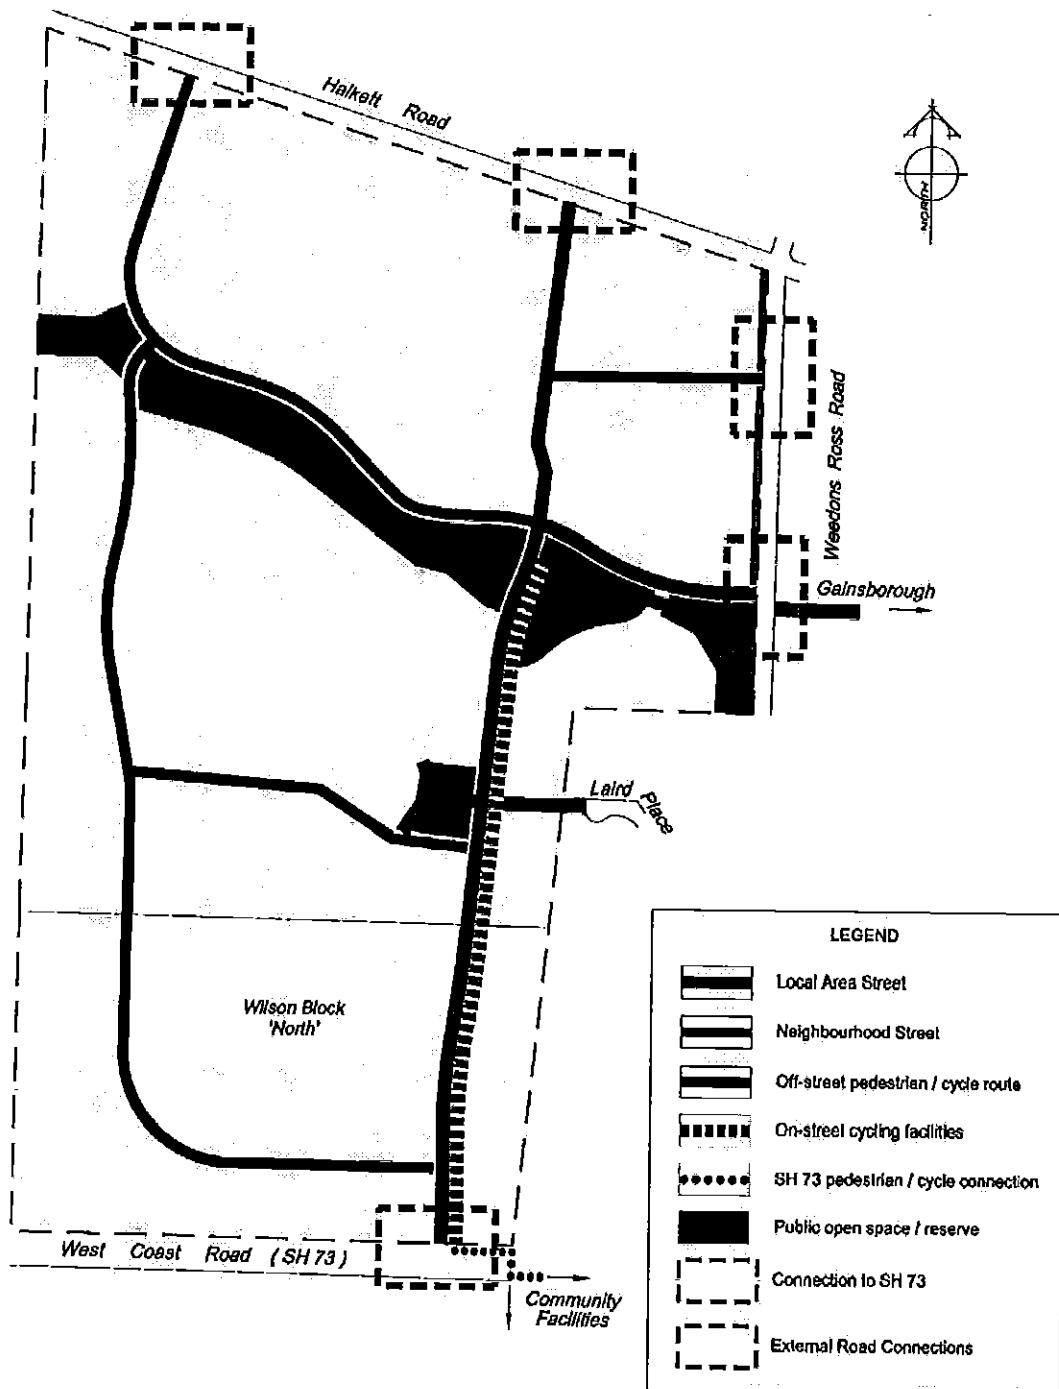 Halkett Road
NORTH
Weedons Ross Road
Gainsborough
Laird Place
Wilson Block
'North'
West Coast Road (SH 73)
Community
Facilities
LEGEND
Local Area Street
Neighbourhood Street
Off-street pedestrian / cycle route
On-street cycling facilities
SH 73 pedestrian / cycle connection
Public open space / reserve
Connection to SH 73
External Road Connections